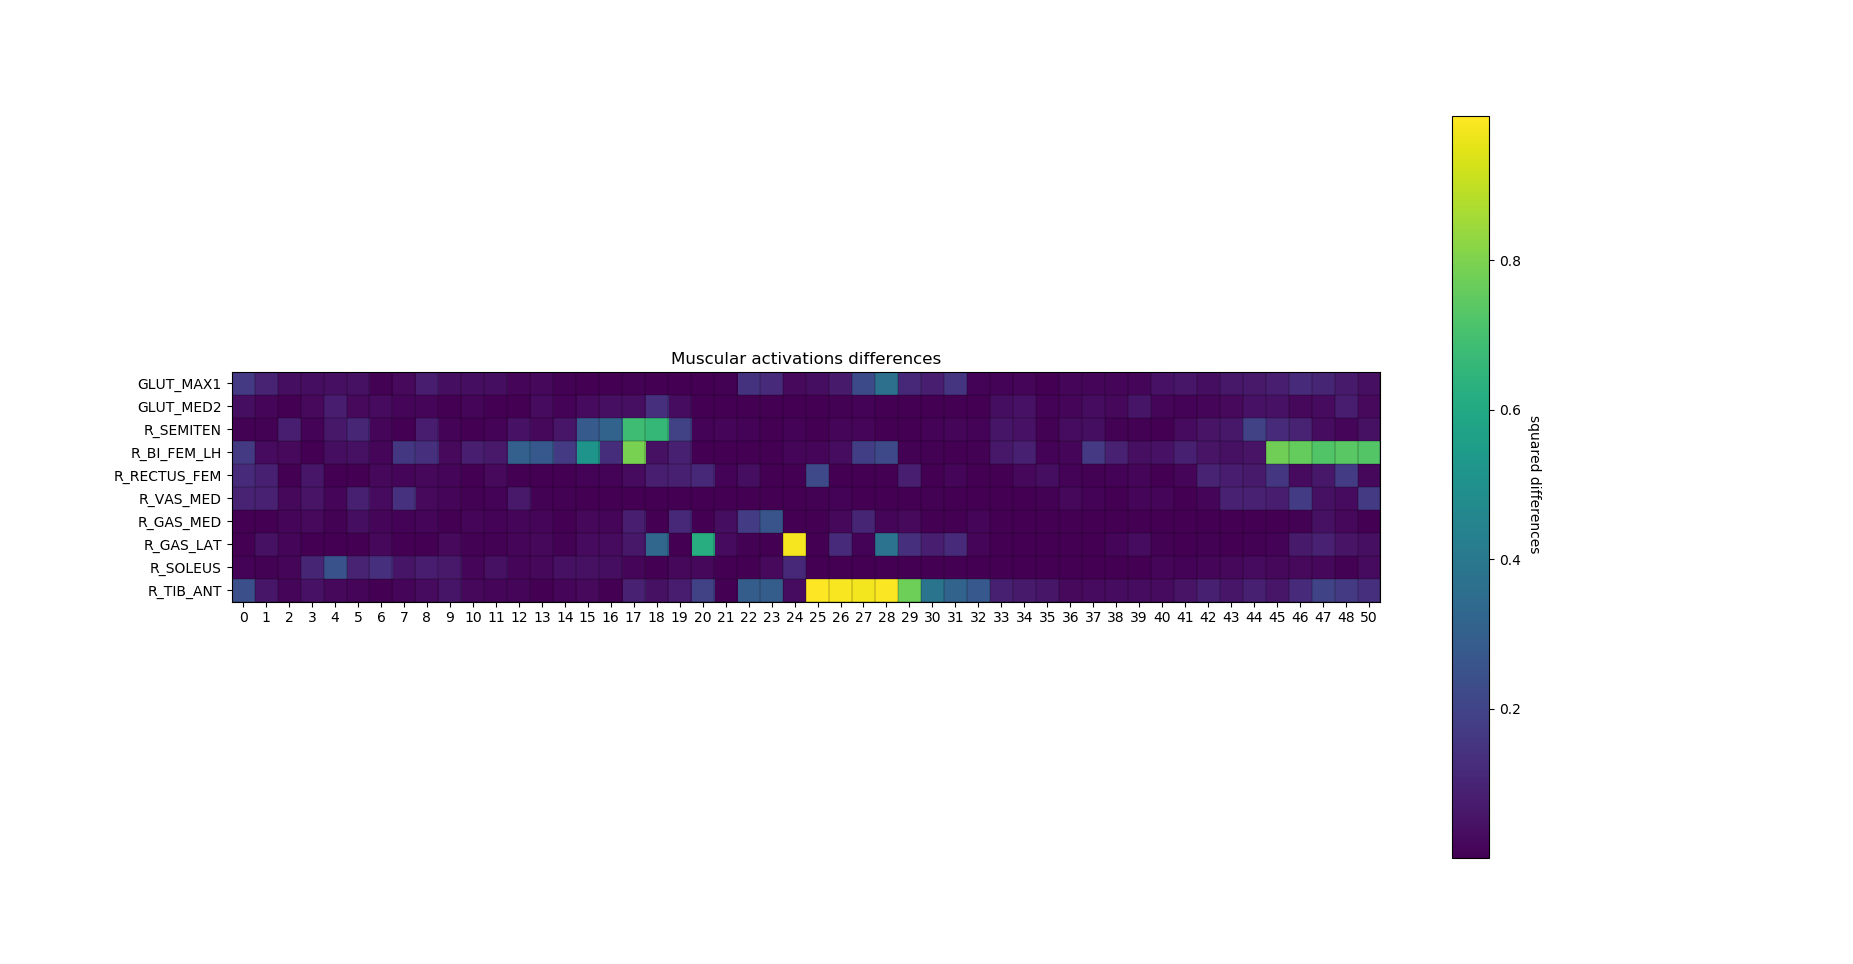 Muscular activations differences
GLUT_MAX1
GLUT_MED2
R_SEMITEN
R_BI_FEM_LH
R_RECTUS_FEM
R_VAS_MED
R_GAS_MED
R_GAS_LAT
R_SOLEUS
R_TIB_ANT
0 1 2 3 4 5 6 7 8 9 10 11 12 13 14 15 16 17 18 19 20 21 22 23 24 25 26 27 28 29 30 31 32 33 34 35 36 37 38 39 40 41 42 43 44 45 46 47 48 50
0.8
0.6
0.4
0.2
squared differences